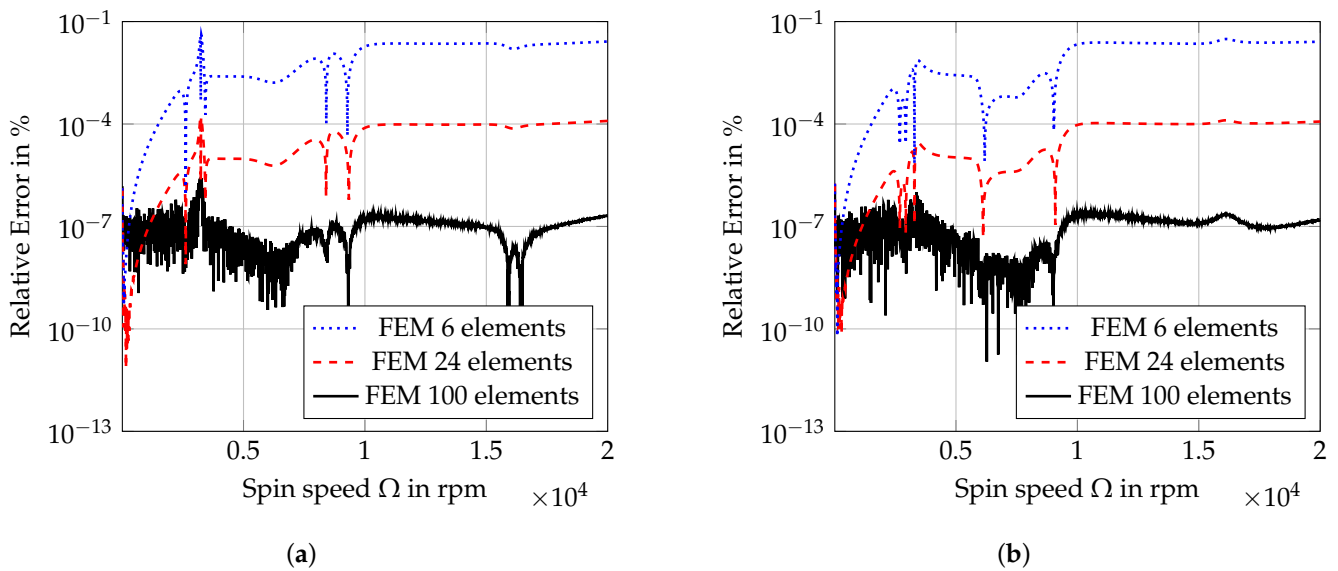 10^−1
10^−4
10^−7
10^−10
10^−13
Relative Error in %
FEM 6 elements
FEM 24 elements
FEM 100 elements
0.5
1
1.5
2
Spin speed Ω in rpm
×10^4
(a)
10^−1
10^−4
10^−7
10^−10
10^−13
Relative Error in %
FEM 6 elements
FEM 24 elements
FEM 100 elements
0.5
1
1.5
2
Spin speed Ω in rpm
×10^4
(b)